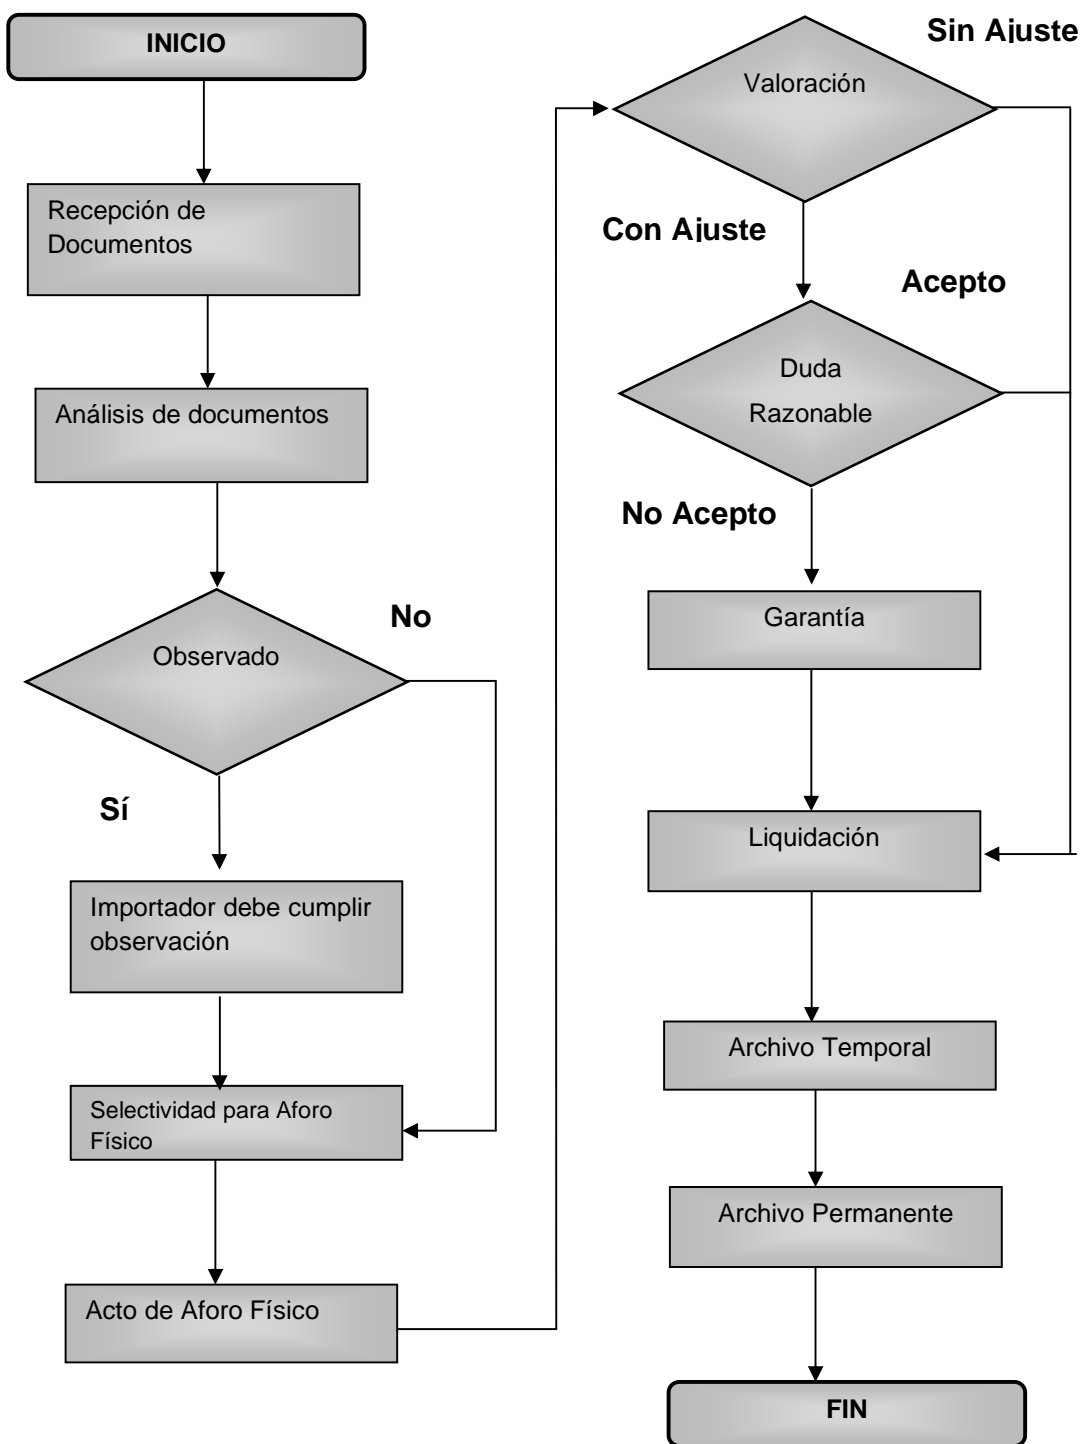 INICIO
Recepción de
Documentos
Análisis de documentos
Observado
No
Sí
Importador debe cumplir
observación
Selectividad para Aforo
Físico
Acto de Aforo Físico
Sin Ajuste
Valoración
Con Ajuste
Acepto
Duda
Razonable
No Acepto
Garantía
Liquidación
Archivo Temporal
Archivo Permanente
FIN